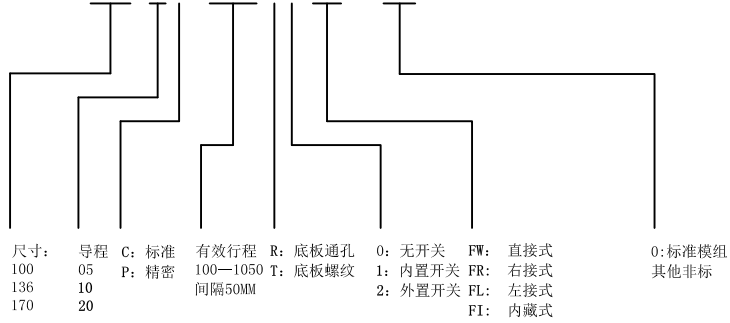 尺寸：
100
136
170
导程
05
10
20
C：标准
P：精密
有效行程
100—1050
间隔50MM
R：底板通孔
T：底板螺纹
0：无开关
1：内置开关
2：外置开关
FW： 直接式
FR： 右接式
FL： 左接式
FI： 内藏式
0:标准模组
其他非标